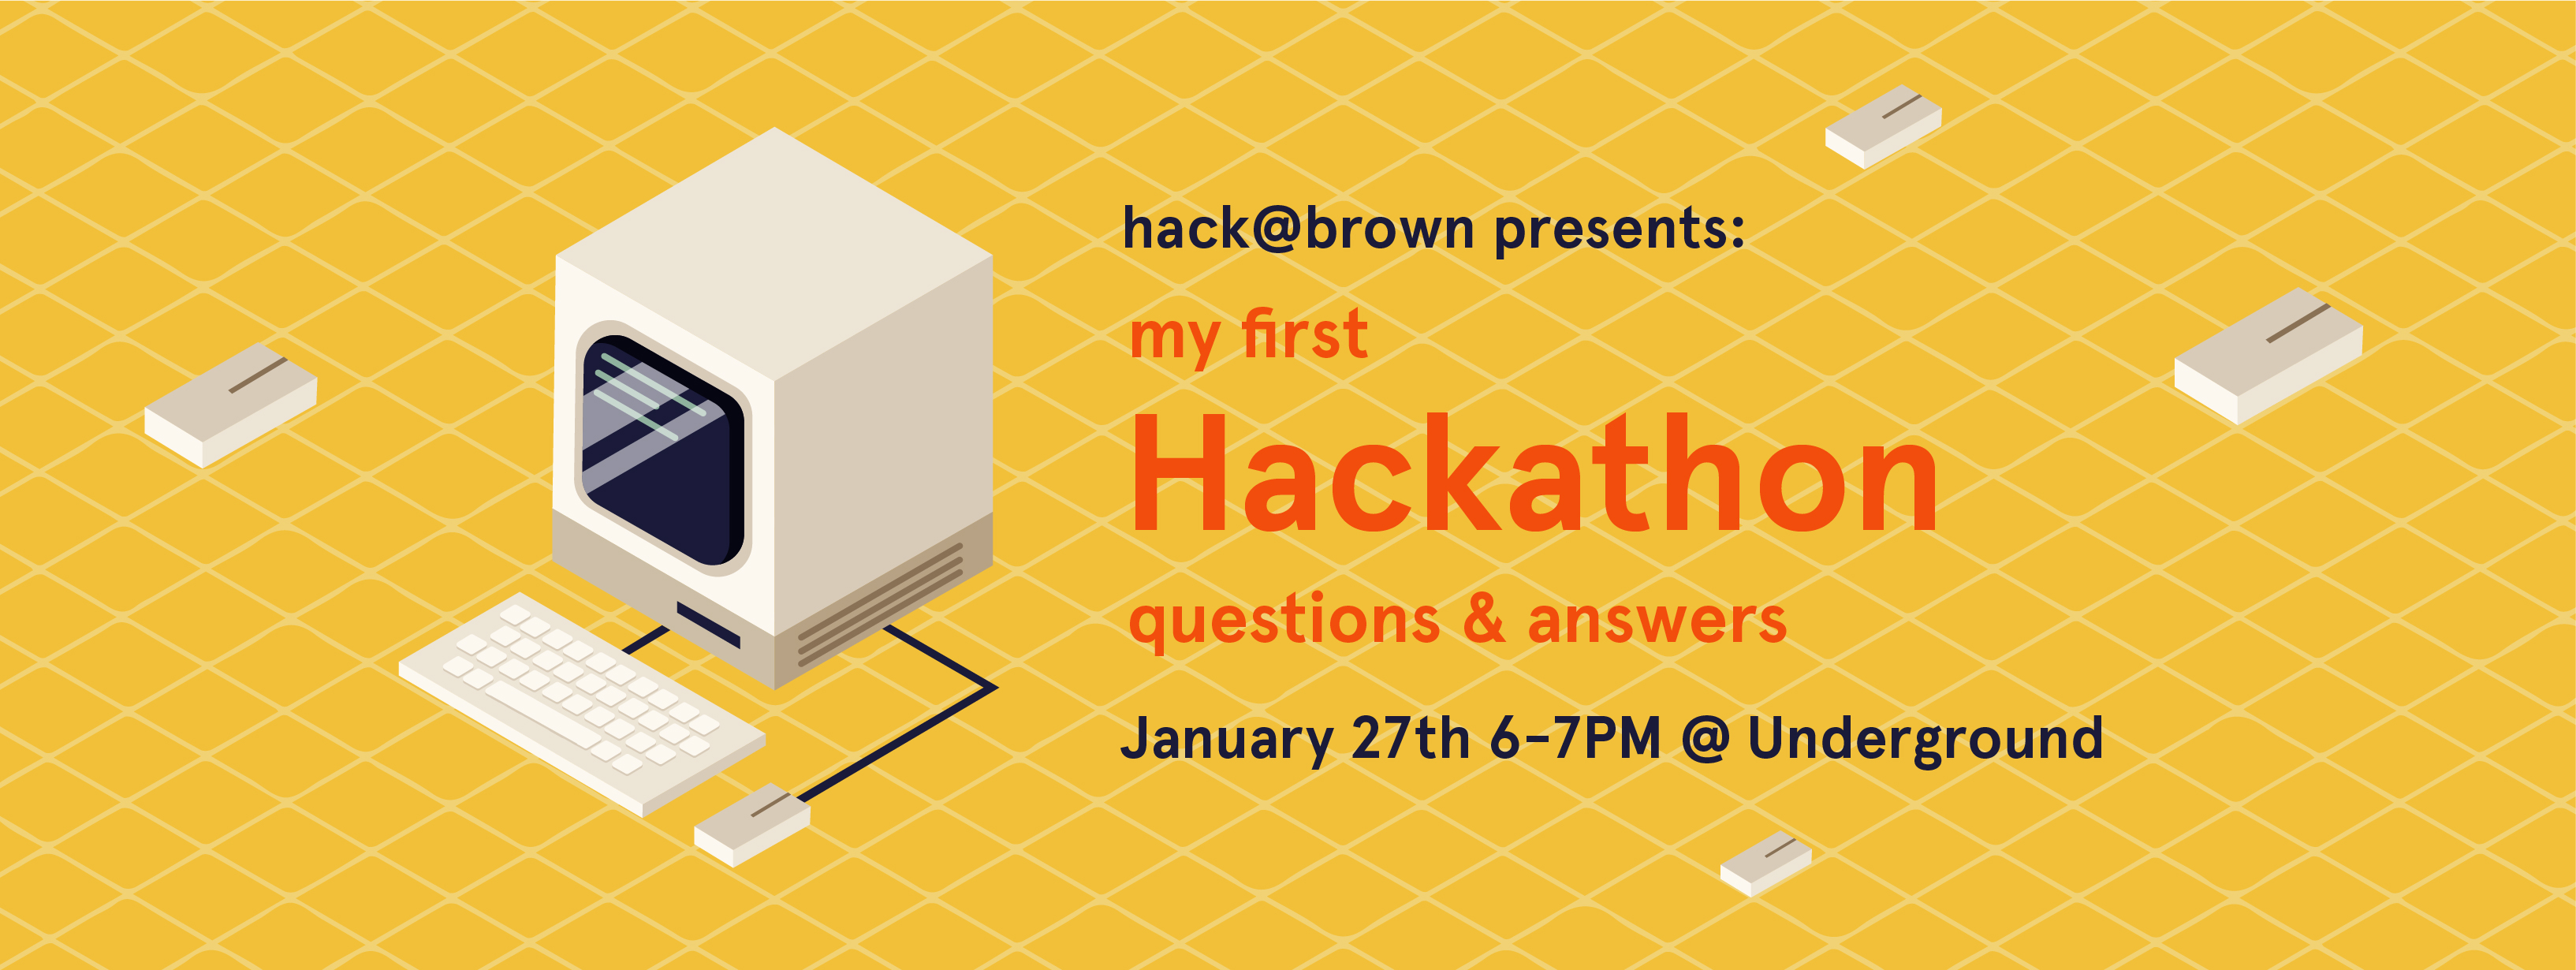 hack@brown presents:
my first
Hackathon
questions & answers
January 27th 6-7PM @ Underground